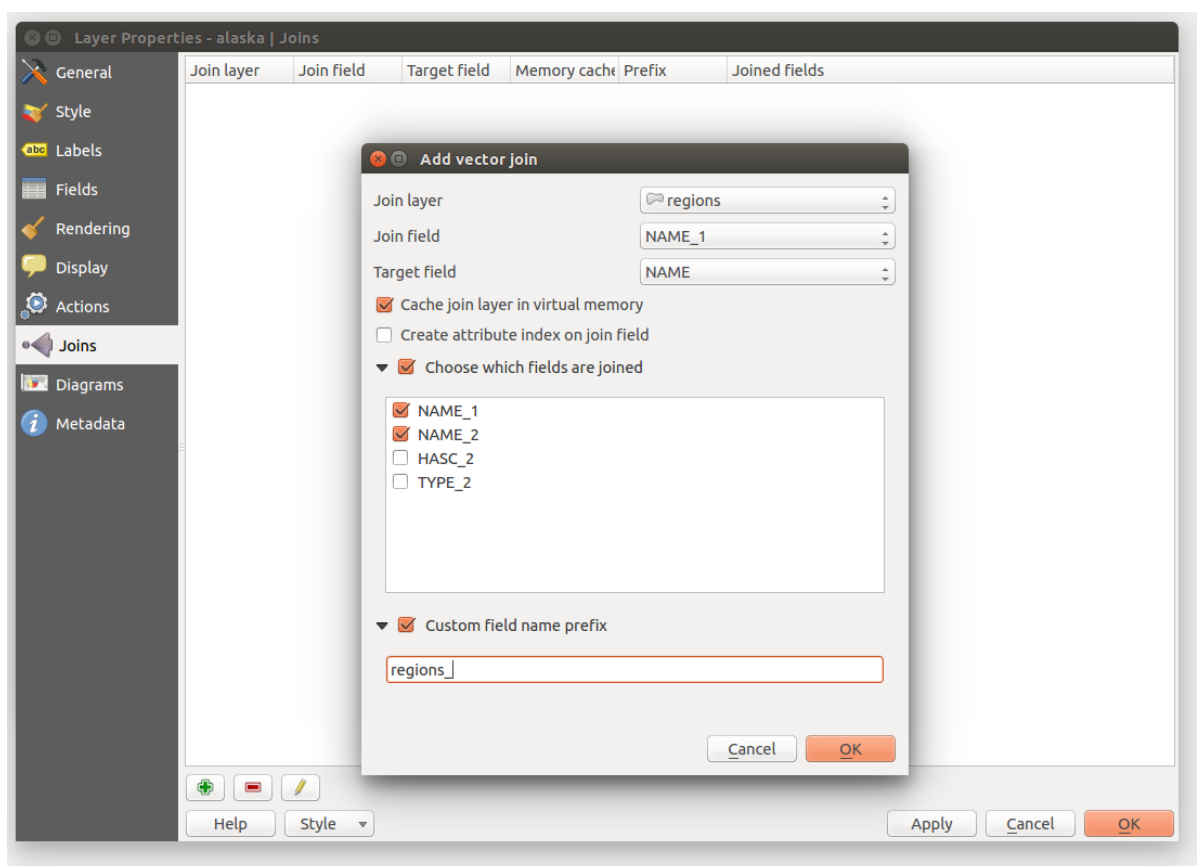 Layer Properties - alaska | Joins
General
Style
Labels
Fields
Rendering
Display
Actions
Joins
Diagrams
Metadata
abc
Join layer Join field Target field Memory cache Prefix Joined fields
Add vector join
Join layer regions
Join field NAME_1
Target field NAME
Cache join layer in virtual memory
Create attribute index on join field
Choose which fields are joined
NAME_1
NAME_2
HASC_2
TYPE_2
Custom field name prefix
regions_
Cancel OK
Help Style Apply Cancel OK